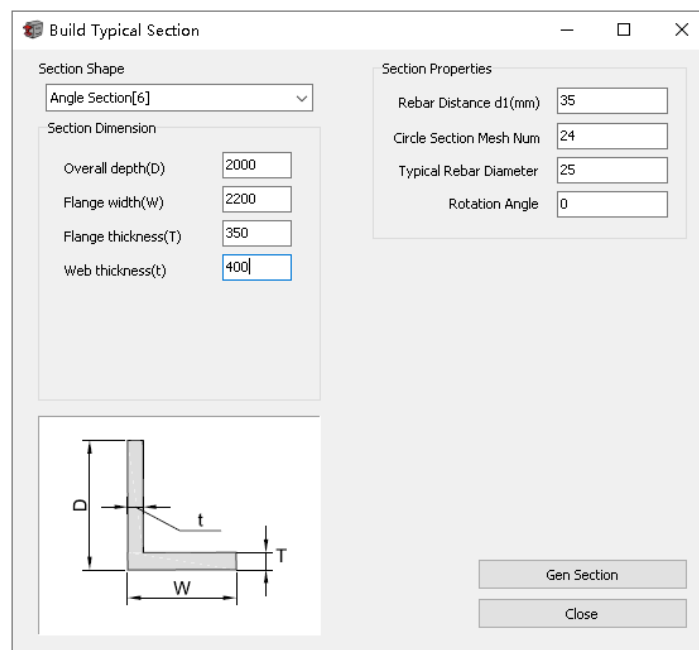 Build Typical Section
Section Shape
Angle Section[6]
Section Dimension
Overall depth(D) 2000
Flange width(W) 2200
Flange thickness(T) 350
Web thickness(t) 400
Section Properties
Rebar Distance d1(mm) 35
Circle Section Mesh Num 24
Typical Rebar Diameter 25
Rotation Angle 0
D
t
T
W
Gen Section
Close